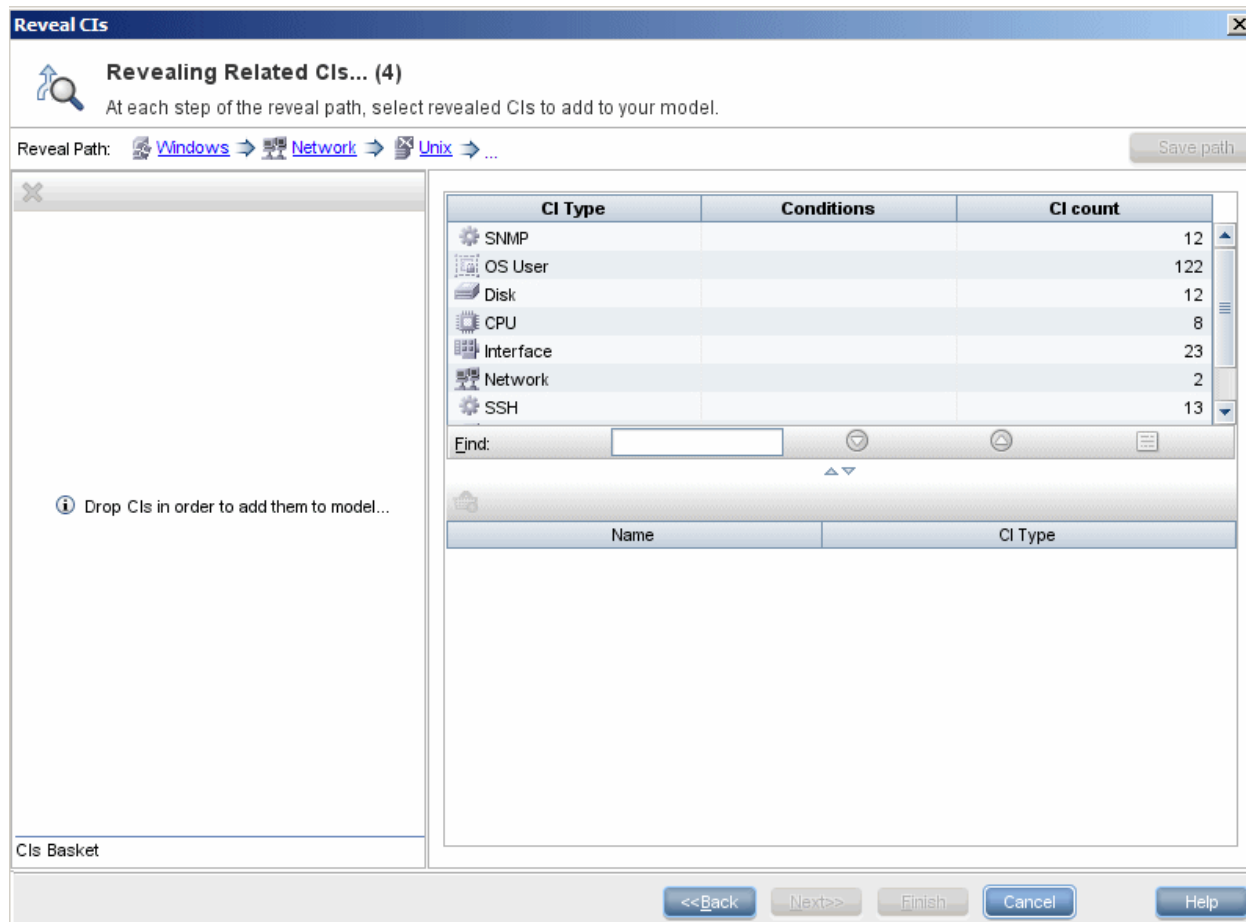 Reveal CIs
Revealing Related CIs... (4)
At each step of the reveal path, select revealed CIs to add to your model.
Reveal Path: Windows Network Unix ... Save path
CI Type Conditions CI count
SNMP 12
OS User 122
Disk 12
CPU 8
Interface 23
Network 2
SSH 13
Find:
Drop CIs in order to add them to model...
Name CI Type
CIs Basket
<<Back Next>> Finish Cancel Help